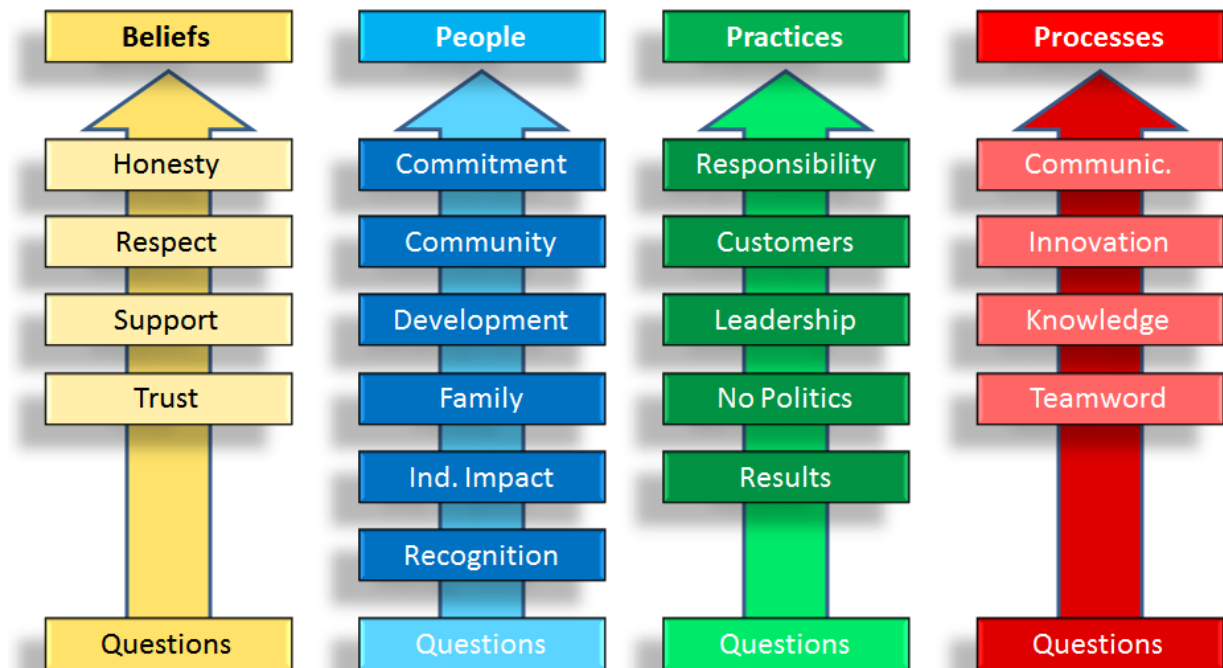 Beliefs
Honesty
Respect
Support
Trust
Questions
People
Commitment
Community
Development
Family
Ind. Impact
Recognition
Questions
Practices
Responsibility
Customers
Leadership
No Politics
Results
Questions
Processes
Communic.
Innovation
Knowledge
Teamword
Questions